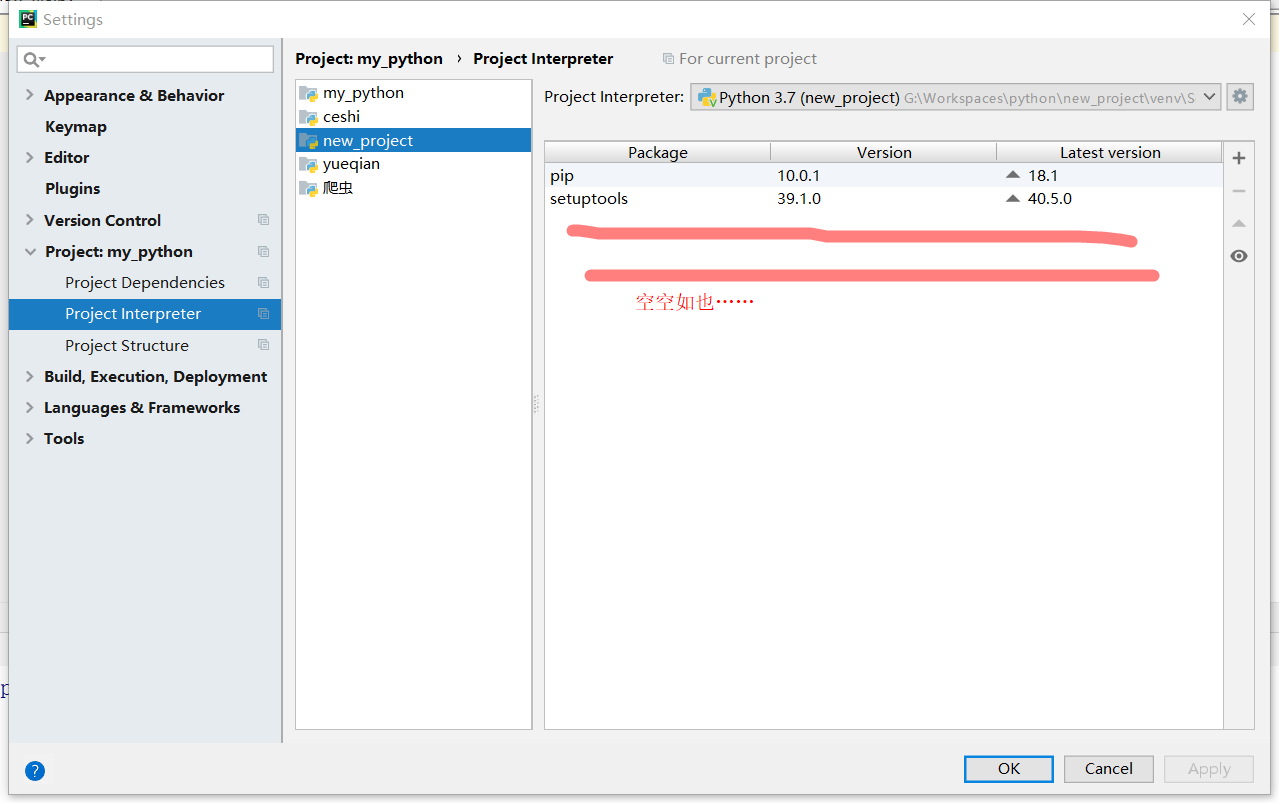 Settings
Project: my_python › Project Interpreter For current project
Appearance & Behavior
Keymap
Editor
Plugins
Version Control
Project: my_python
Project Dependencies
Project Interpreter
Project Structure
Build, Execution, Deployment
Languages & Frameworks
Tools
my_python
ceshi
new_project
yueqian
爬虫
Project Interpreter: Python 3.7 (new_project) G:\Workspaces\python\new_project\venv\S
Package Version Latest version
pip 10.0.1 18.1
setuptools 39.1.0 40.5.0
空空如也……
? OK Cancel Apply